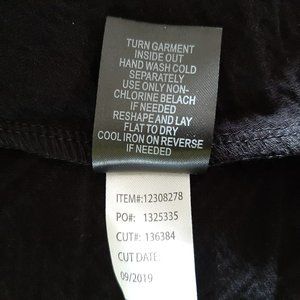 TURN GARMENT
INSIDE OUT
HAND WASH COLD
SEPARATELY
USE ONLY NON-
CHLORINE BELACH
IF NEEDED
RESHAPE AND LAY
FLAT TO DRY
COOL IRON ON REVERSE
IF NEEDED
ITEM#:12308278
PO#: 1325335
CUT#: 136384
CUT DATE:
09/2019